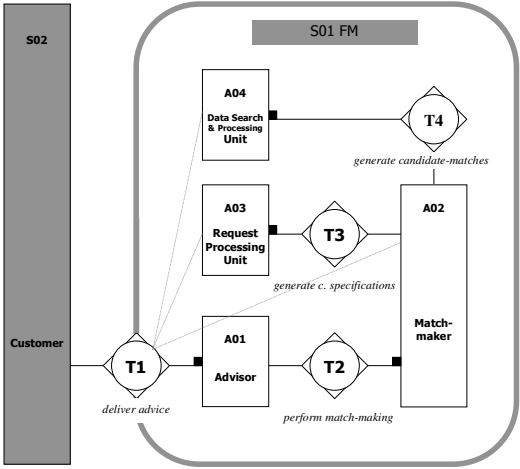 S02
S01 FM
A04
Data Search
& Processing
Unit
T4
generate candidate-matches
A03
Request
Processing
Unit
T3
A02
generate c. specifications
Customer
T1
deliver advice
A01
Advisor
T2
perform match-making
Match-
maker